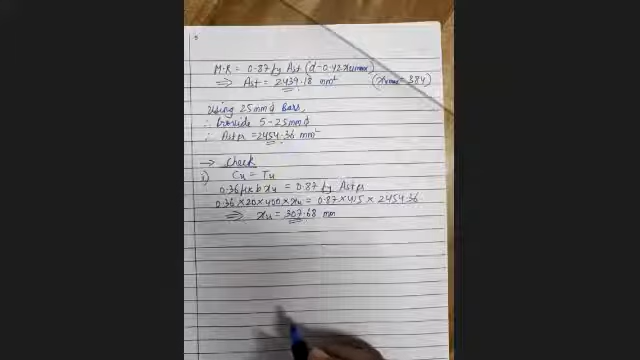 M.R = 0.87 fy Ast (d-0.42 xumax)
⇒ Ast = 2439.18 mm² (xumax = 384)
Using 25mm ϕ Bars,
∴ Provide 5-25mm ϕ
∴ Astpr = 2454.36 mm²
→ Check
i) Cu = Tu
0.36 fck b xu = 0.87 fy Astpr
0.36 × 20 × 400 × xu = 0.87 × 415 × 2454.36
⇒ xu = 307.68 mm